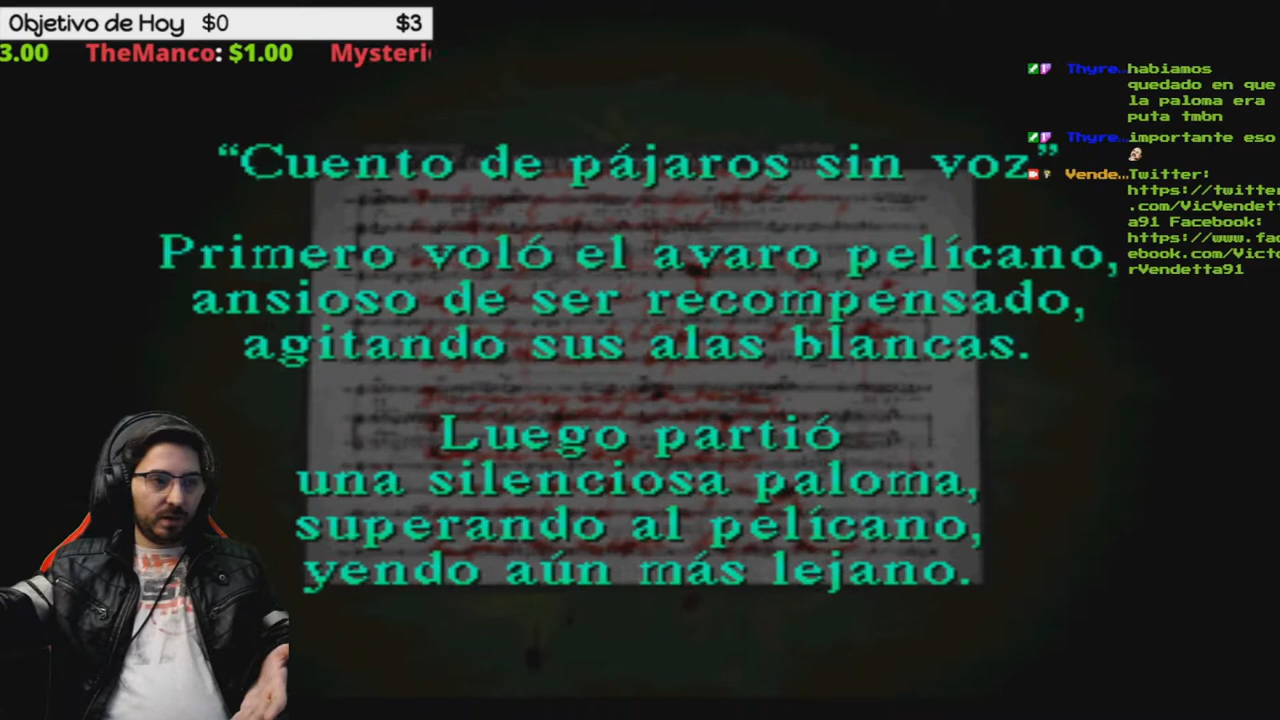 Objetivo de Hoy $0 $3
3.00 TheManco: $1.00 Mysteri
“Cuento de pájaros sin voz”
Primero voló el avaro pelícano,
ansioso de ser recompensado,
agitando sus alas blancas.
Luego partió
una silenciosa paloma,
superando al pelícano,
yendo aún más lejano.
Thyre…habiamos
quedado en que
la paloma era
puta tmbn
Thyre…importante eso
Vende…Twitter:
https://twitter
.com/VicVendett
a91 Facebook:
https://www.fac
ebook.com/Victo
rVendetta91